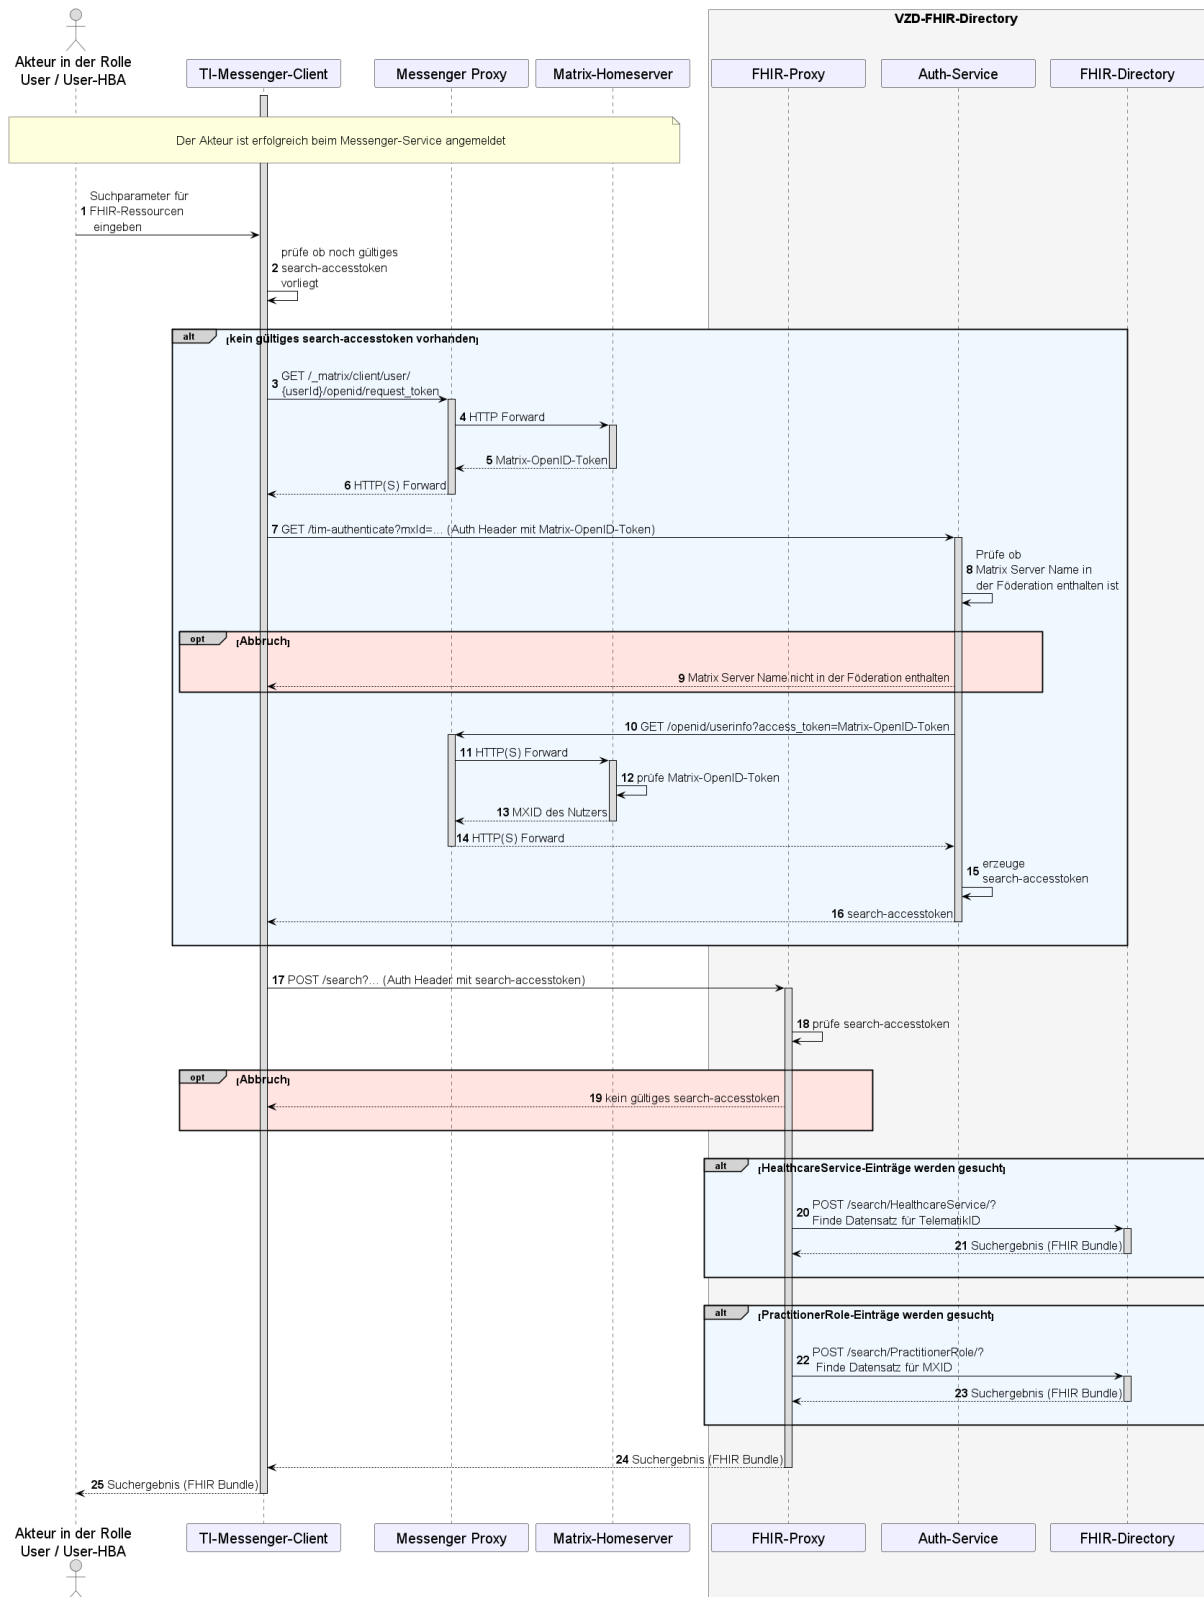 VZD-FHIR-Directory
Akteur in der Rolle
User / User-HBA
TI-Messenger-Client
Messenger Proxy
Matrix-Homeserver
FHIR-Proxy
Auth-Service
FHIR-Directory
Der Akteur ist erfolgreich beim Messenger-Service angemeldet
Suchparameter für
1 FHIR-Ressourcen
eingeben
prüfe ob noch gültiges
2 search-accesstoken
vorliegt
alt [kein gültiges search-accesstoken vorhanden]
3 GET /_matrix/client/user/
{userId}/openid/request_token
4 HTTP Forward
5 Matrix-OpenID-Token
6 HTTP(S) Forward
7 GET /tim-authenticate?mxId=... (Auth Header mit Matrix-OpenID-Token)
Prüfe ob
8 Matrix Server Name in
der Föderation enthalten ist
opt [Abbruch]
9 Matrix Server Name nicht in der Föderation enthalten
10 GET /openid/userinfo?access_token=Matrix-OpenID-Token
11 HTTP(S) Forward
12 prüfe Matrix-OpenID-Token
13 MXID des Nutzers
14 HTTP(S) Forward
15 erzeuge
search-accesstoken
16 search-accesstoken
17 POST /search?... (Auth Header mit search-accesstoken)
18 prüfe search-accesstoken
opt [Abbruch]
19 kein gültiges search-accesstoken
alt [HealthcareService-Einträge werden gesucht]
20 POST /search/HealthcareService/?
Finde Datensatz für TelematikID
21 Suchergebnis (FHIR Bundle)
alt [PractitionerRole-Einträge werden gesucht]
22 POST /search/PractitionerRole/?
Finde Datensatz für MXID
23 Suchergebnis (FHIR Bundle)
24 Suchergebnis (FHIR Bundle)
25 Suchergebnis (FHIR Bundle)
Akteur in der Rolle
User / User-HBA
TI-Messenger-Client
Messenger Proxy
Matrix-Homeserver
FHIR-Proxy
Auth-Service
FHIR-Directory